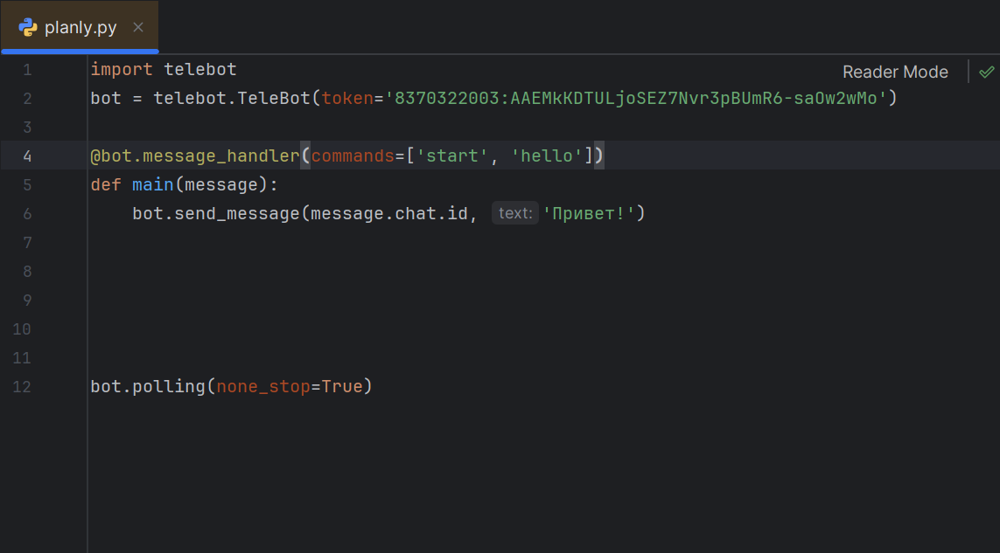 planly.py
Reader Mode
1 import telebot
2 bot = telebot.TeleBot(token='8370322003:AAEMkKDTULjoSEZ7Nvr3pBUmR6-saOw2wMo')
3
4 @bot.message_handler(commands=['start', 'hello'])
5 def main(message):
6     bot.send_message(message.chat.id, text: 'Привет!')
7
8
9
10
11
12 bot.polling(none_stop=True)